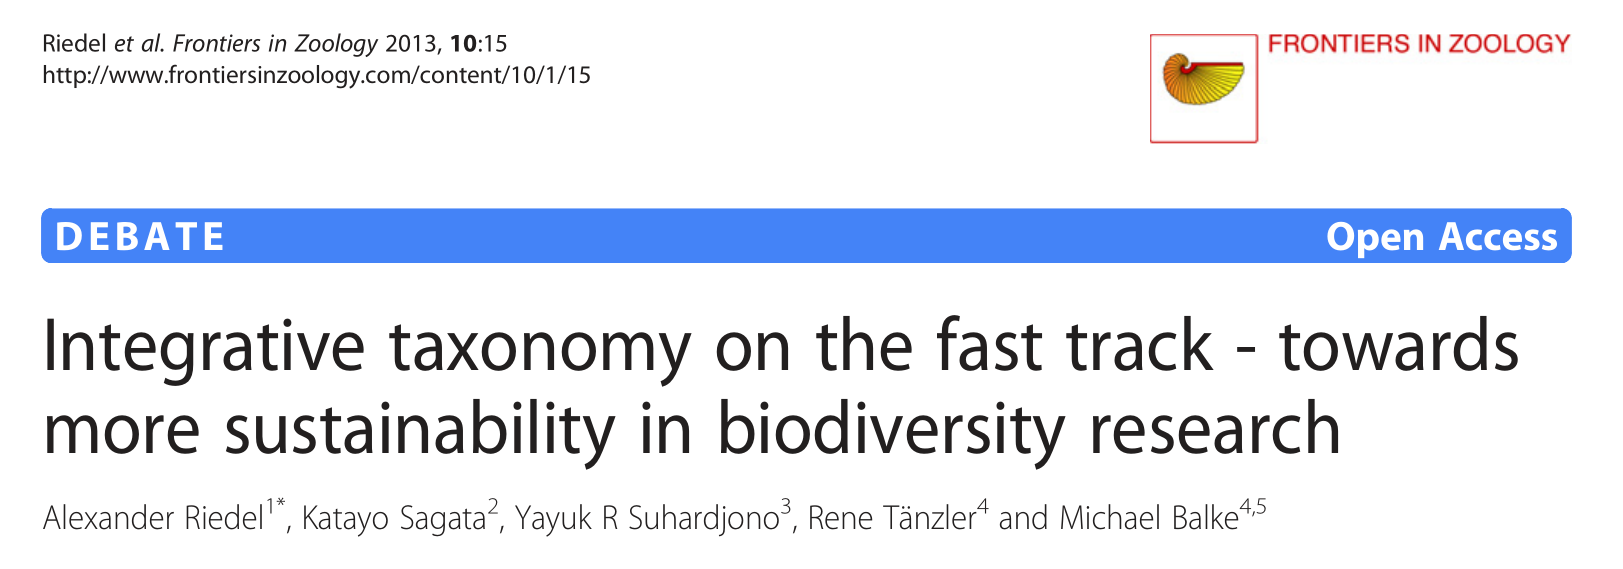 Riedel et al. Frontiers in Zoology 2013, 10:15
http://www.frontiersinzoology.com/content/10/1/15
FRONTIERS IN ZOOLOGY
DEBATE Open Access
Integrative taxonomy on the fast track - towards
more sustainability in biodiversity research
Alexander Riedel1*, Katayo Sagata2, Yayuk R Suhardjono3, Rene Tänzler4 and Michael Balke4,5